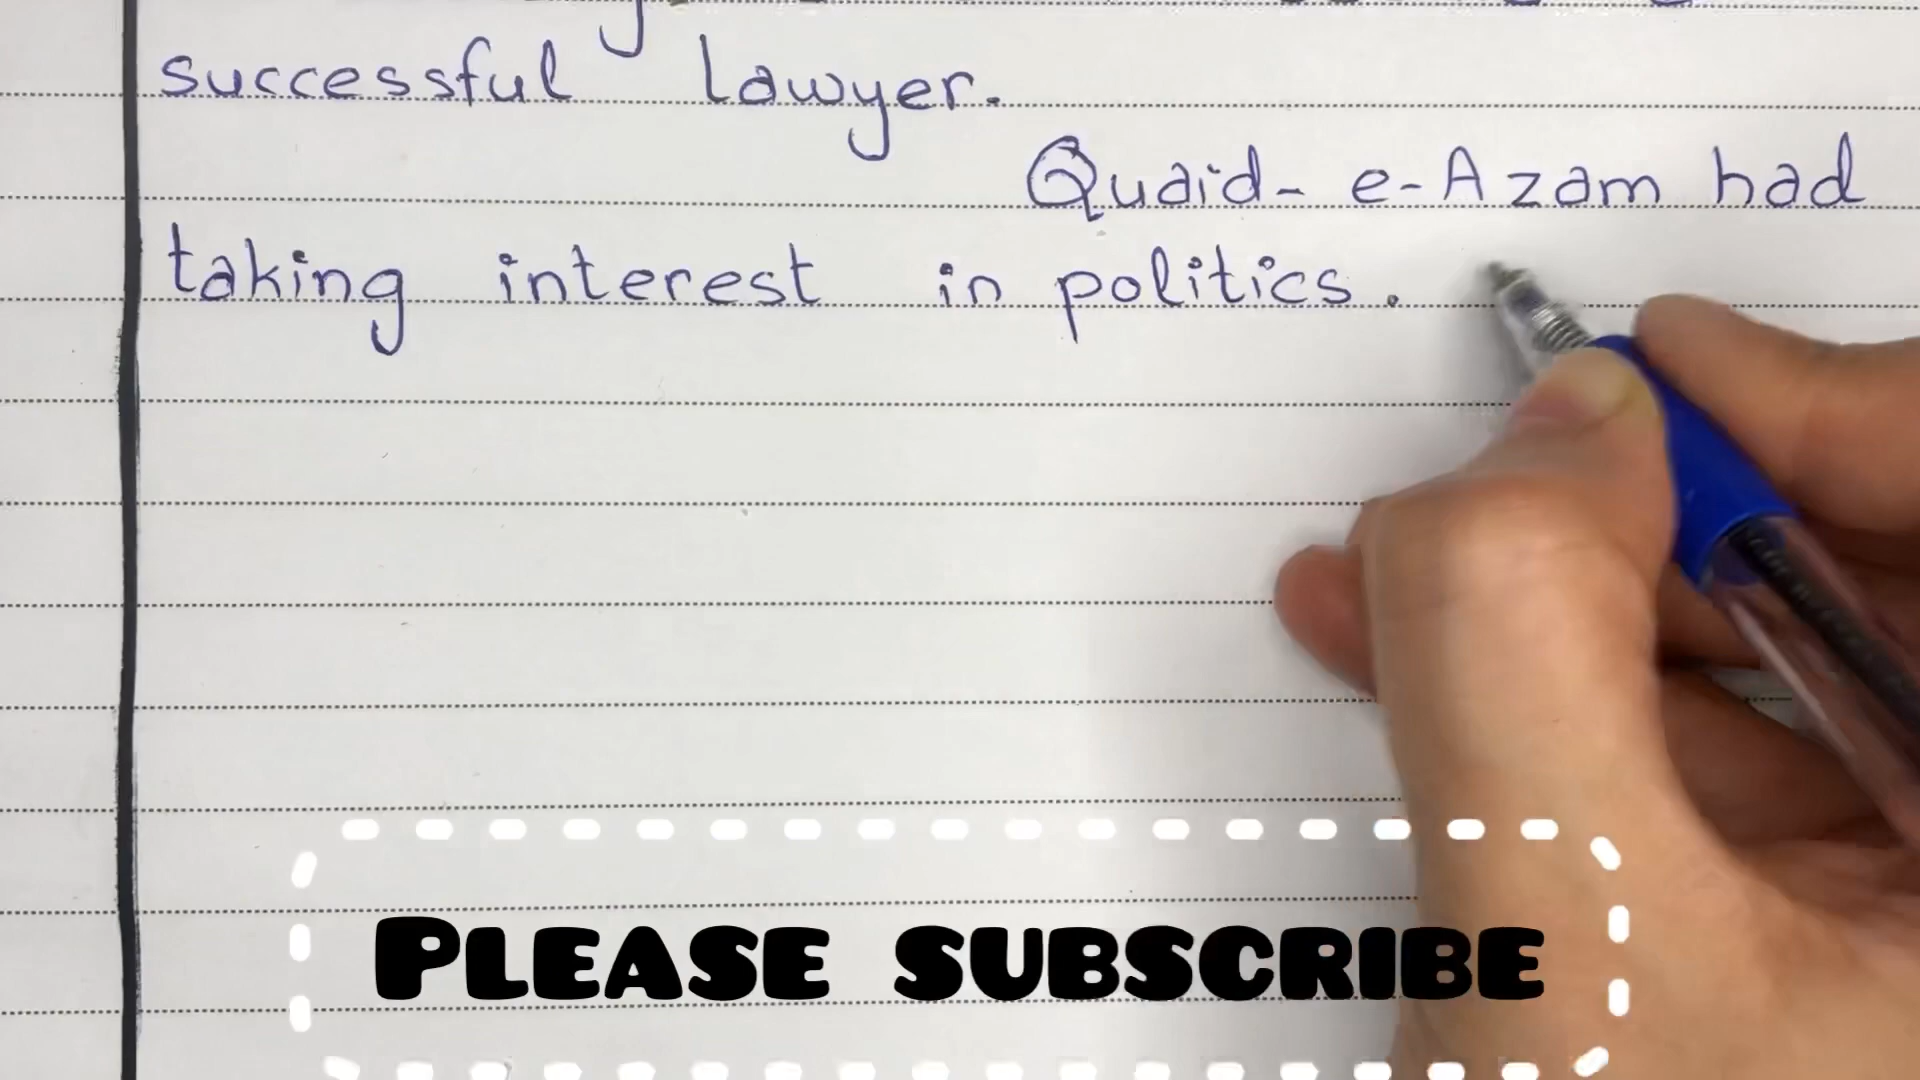 successful lawyer.
Quaid-e-Azam had
taking interest in politics.
PLEASE SUBSCRIBE